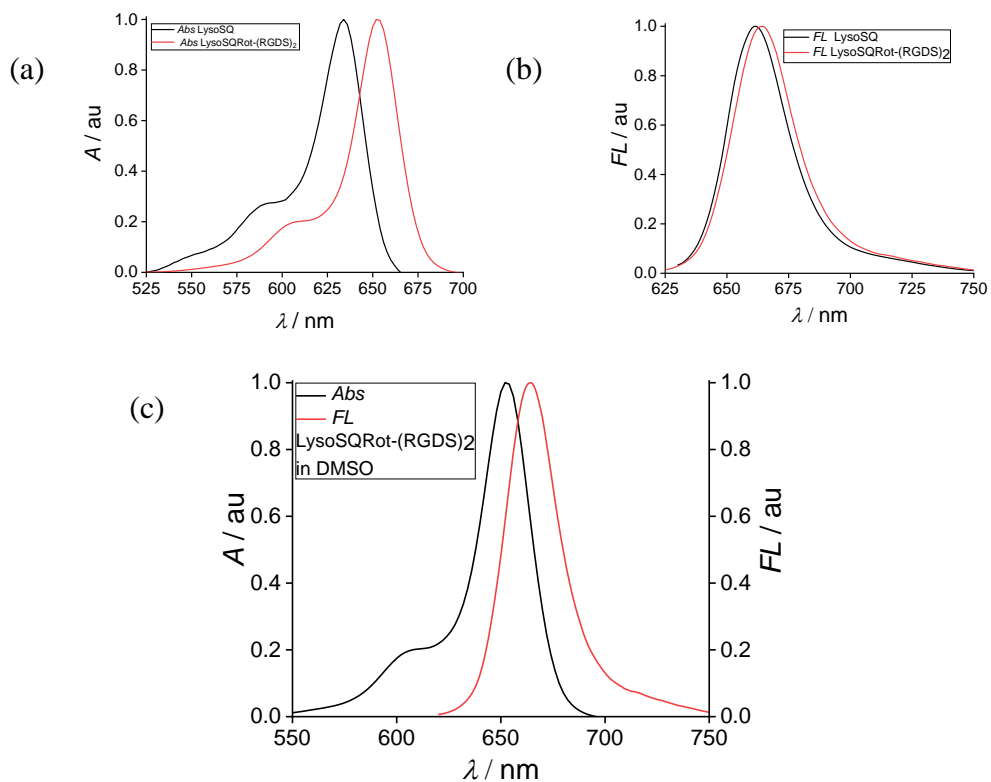 (a)
Abs LysoSQ
Abs LysoSQRot-(RGDS)₂
1.0
0.8
0.6
0.4
0.2
0.0
A / au
525 550 575 600 625 650 675 700
λ / nm
(b)
FL LysoSQ
FL LysoSQRot-(RGDS)2
1.0
0.8
0.6
0.4
0.2
0.0
FL / au
625 650 675 700 725 750
λ / nm
(c)
Abs
FL
LysoSQRot-(RGDS)2
in DMSO
1.0
0.8
0.6
0.4
0.2
0.0
A / au
1.0
0.8
0.6
0.4
0.2
0.0
FL / au
550 600 650 700 750
λ / nm